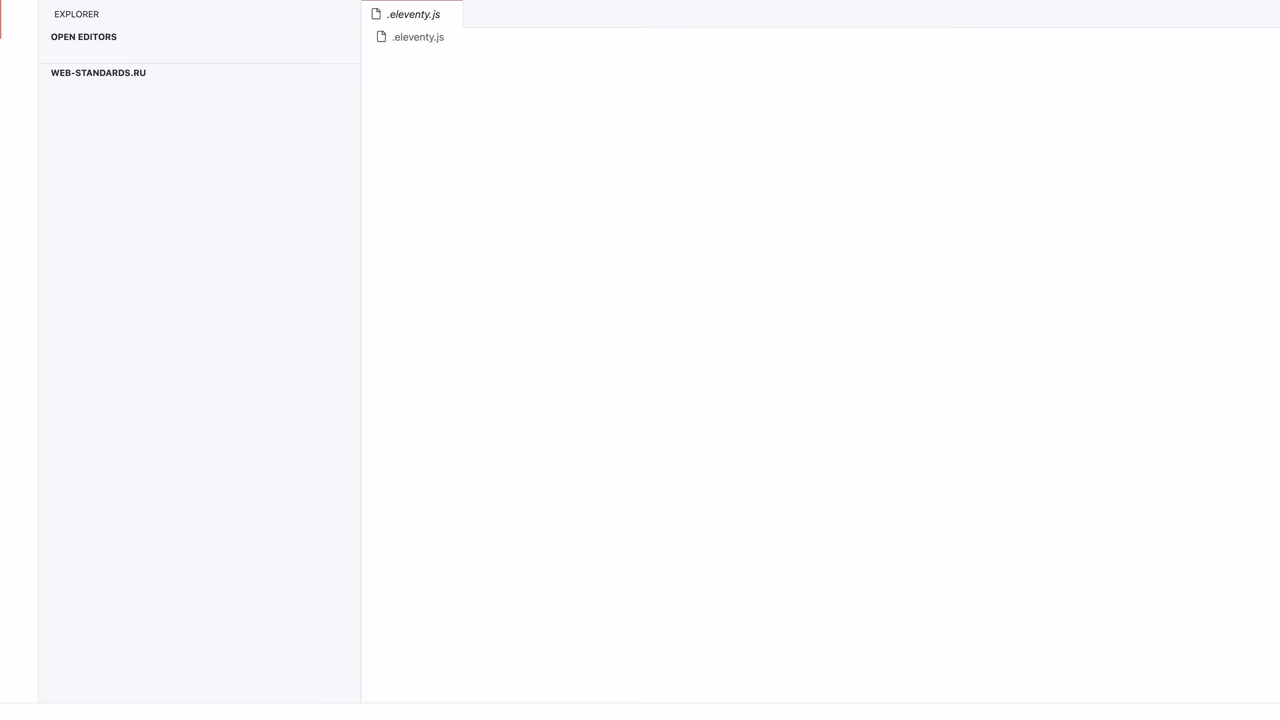 EXPLORER
OPEN EDITORS
WEB-STANDARDS.RU
.eleventy.js
.eleventy.js